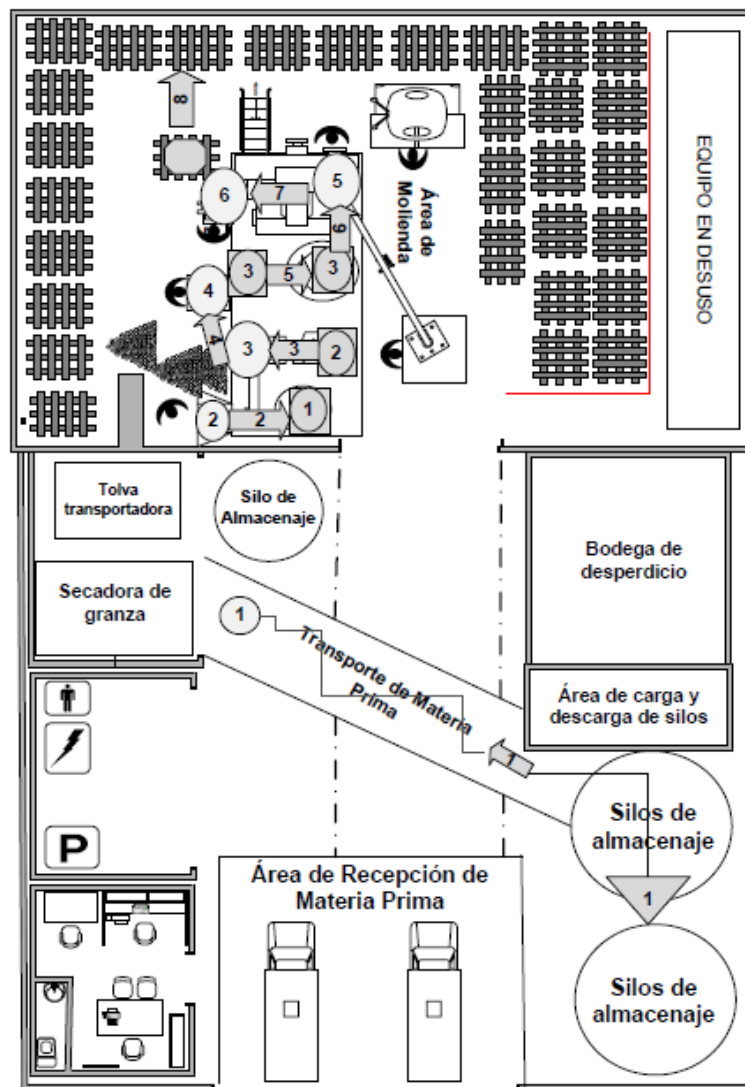 8
EQUIPO EN DESUSO
6
7
5
Área de
Molienda
6
3
5
3
4
4
3
3
2
2
2
1
Tolva
transportadora
Silo de
Almacenaje
Secadora de
granza
1
Transporte de Materia
Prima
Bodega de
desperdicio
Área de carga y
descarga de silos
1
Silos de
almacenaje
1
Silos de
almacenaje
P
Área de Recepción de
Materia Prima